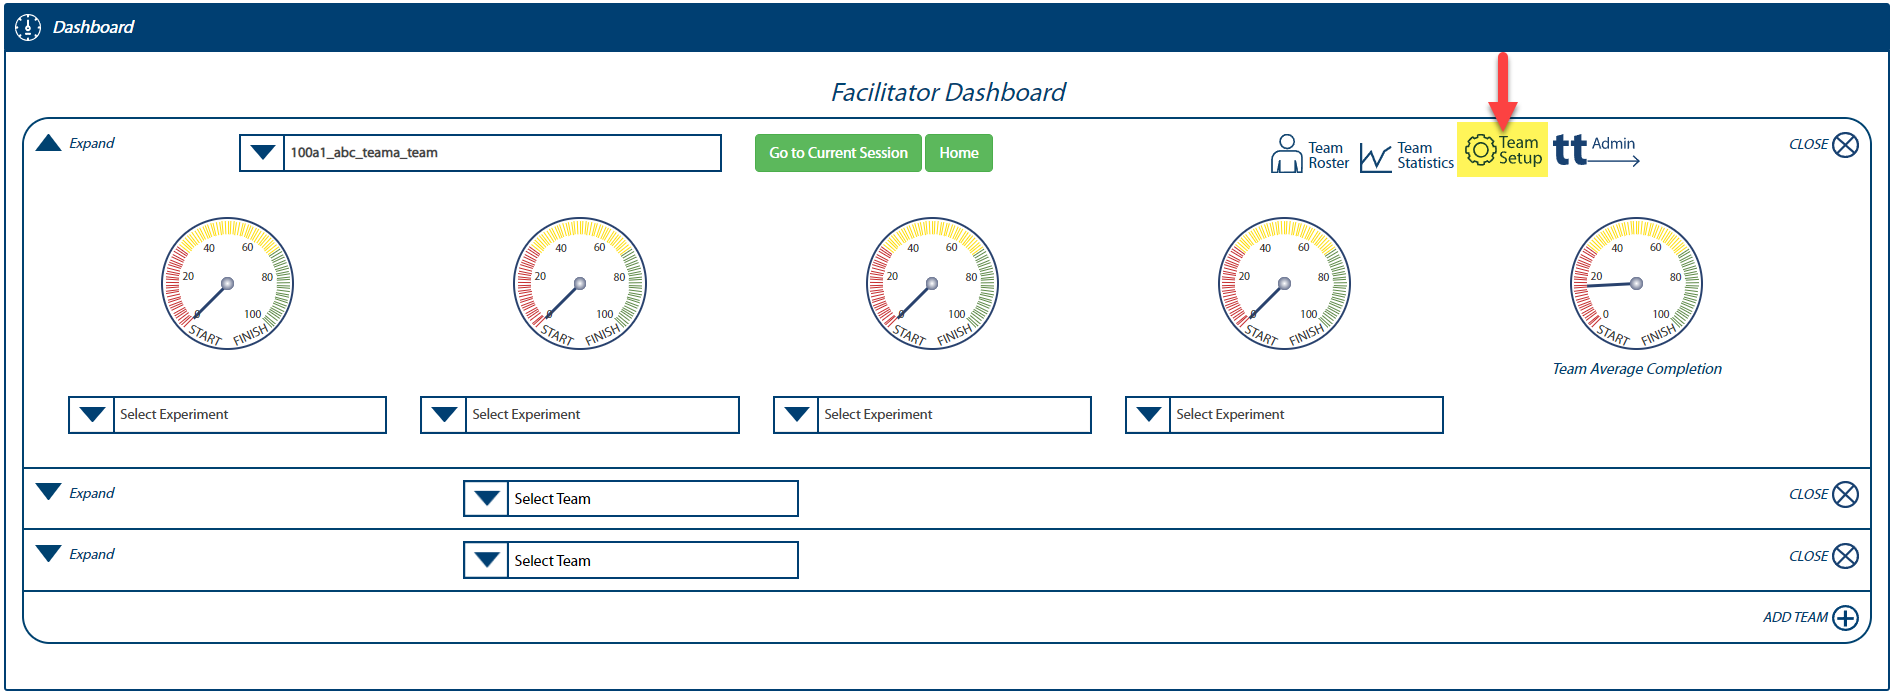 Dashboard
Facilitator Dashboard
Expand
100a1_abc_teama_team
Go to Current Session
Home
Team
Roster
Team
Statistics
Team
Setup
tt Admin
CLOSE
0 20 40 60 80 100
START FINISH
0 20 40 60 80 100
START FINISH
0 20 40 60 80 100
START FINISH
0 20 40 60 80 100
START FINISH
0 20 40 60 80 100
START FINISH
Team Average Completion
Select Experiment
Select Experiment
Select Experiment
Select Experiment
Expand
Select Team
CLOSE
Expand
Select Team
CLOSE
ADD TEAM